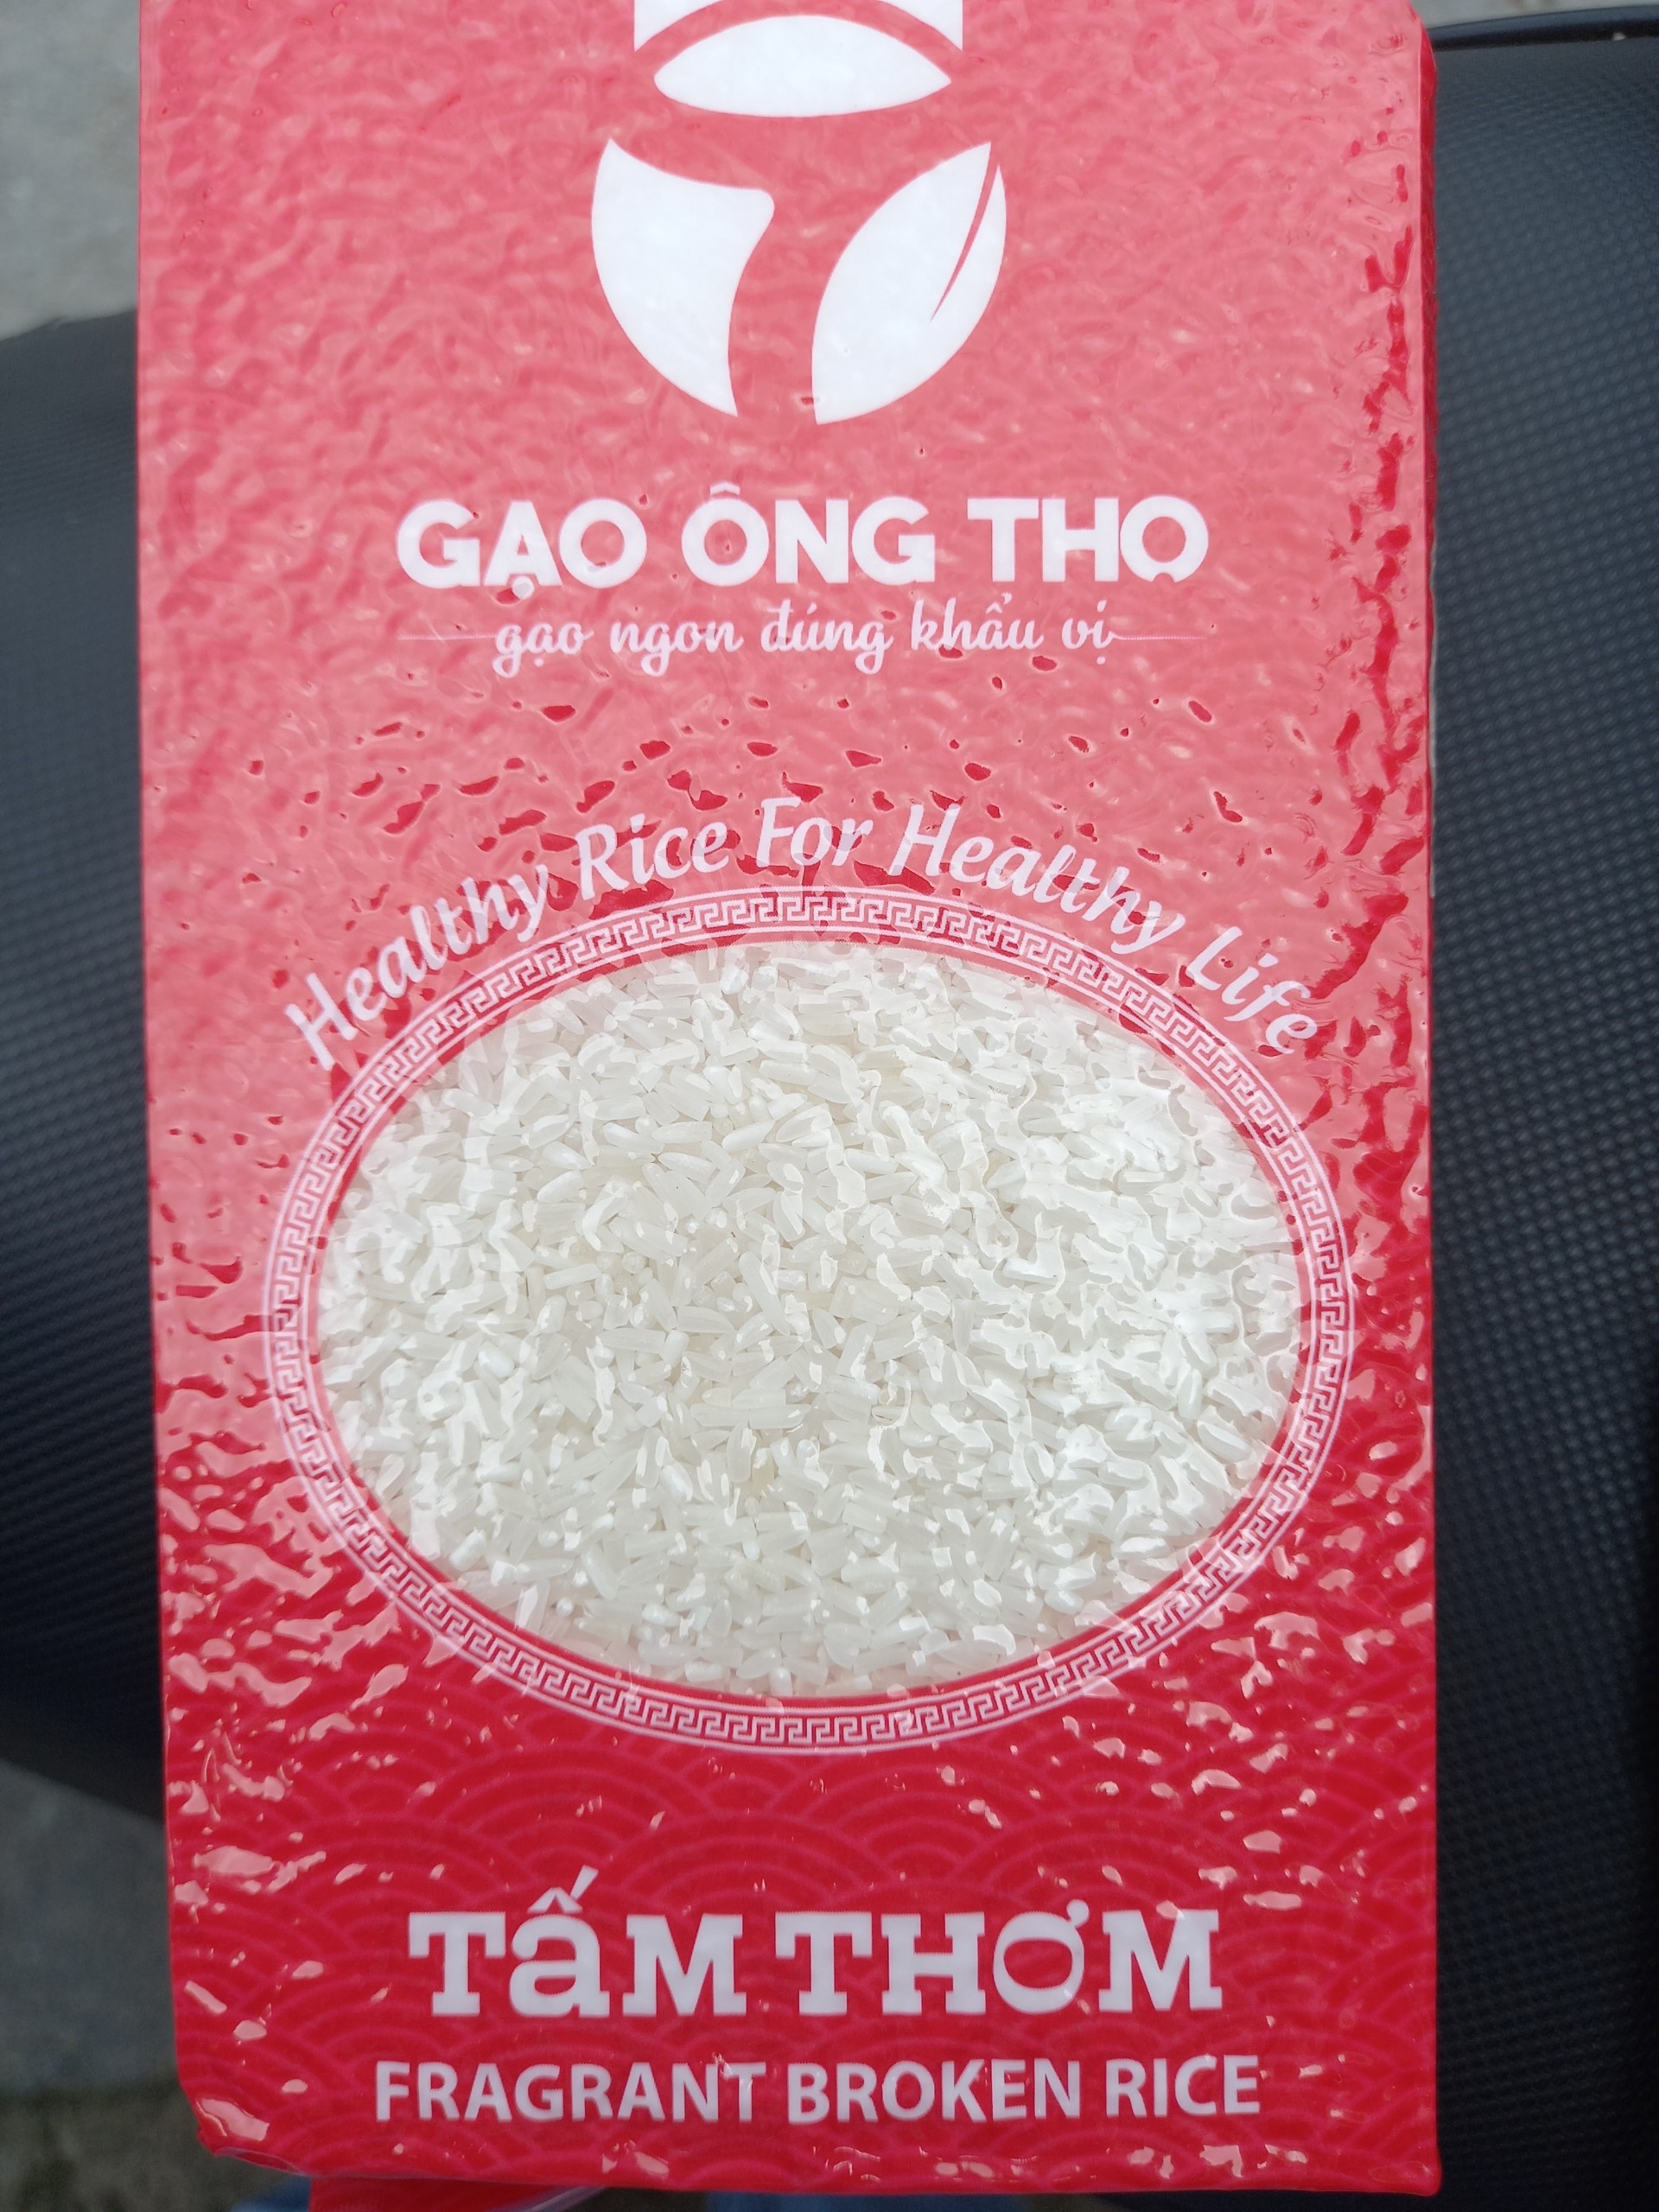 GẠO ÔNG THỌ
gạo ngon đúng khẩu vị
Healthy Rice For Healthy Life
TẤM THƠM
FRAGRANT BROKEN RICE